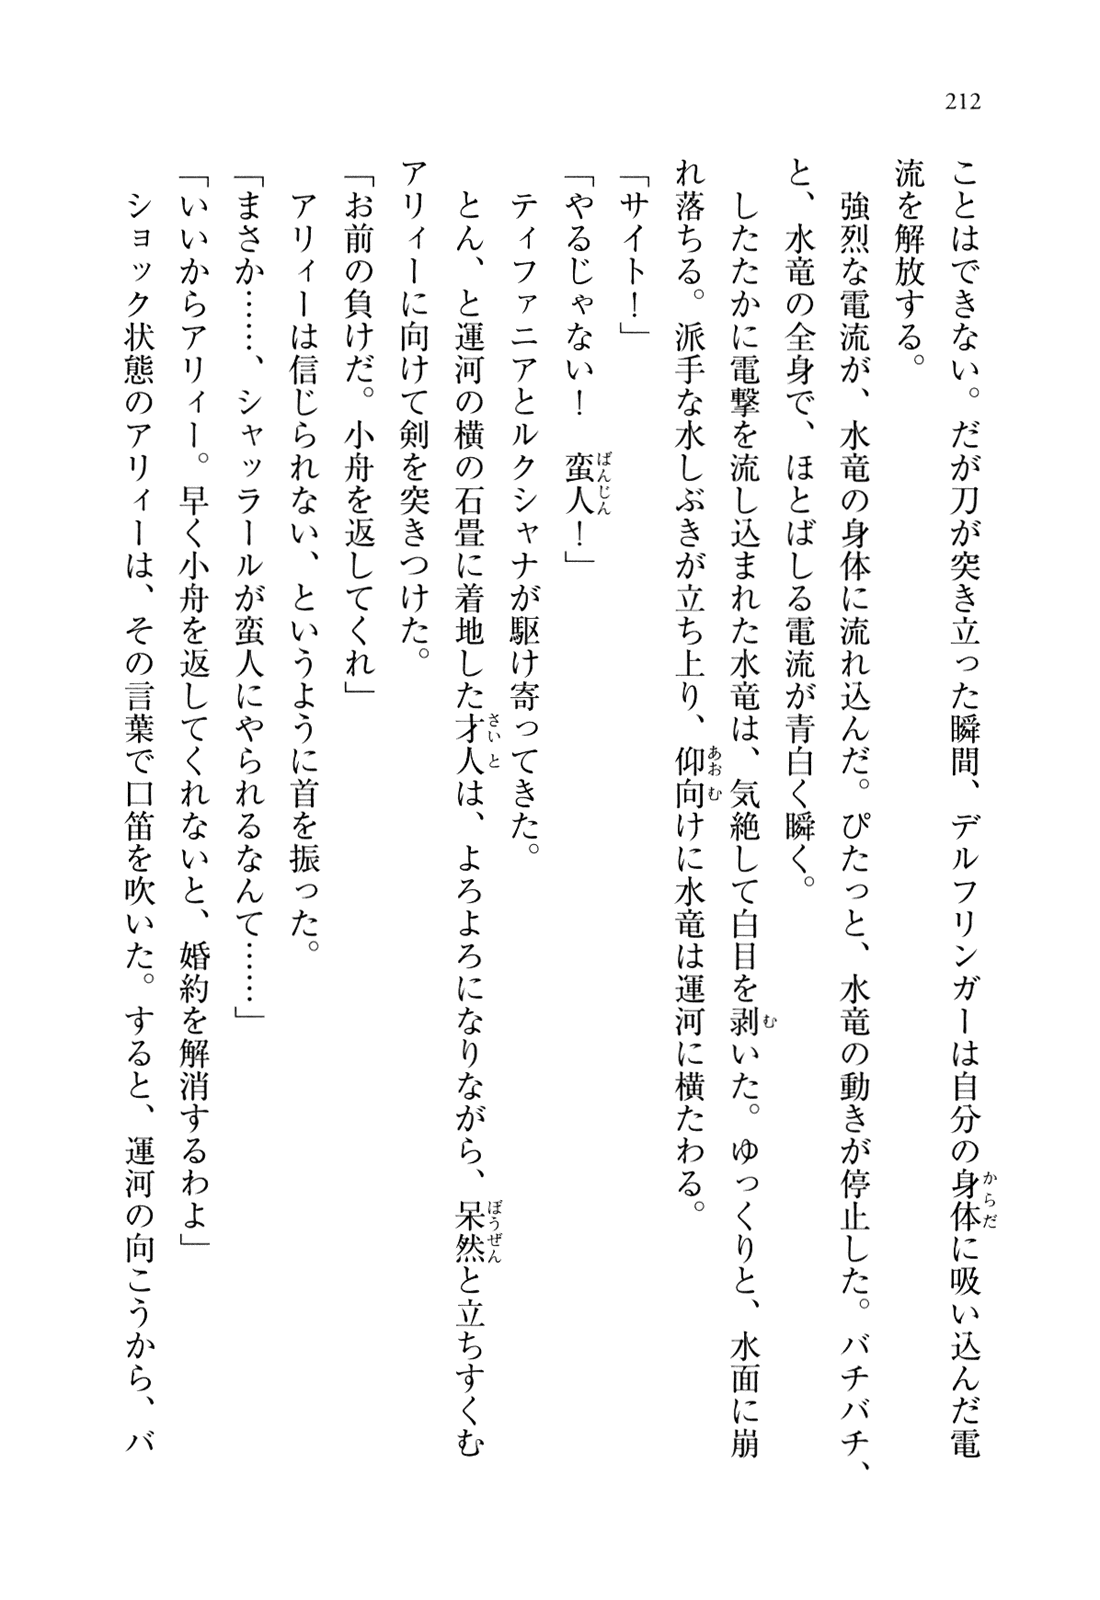 212
ことはできない。だが刀が突き立った瞬間、デルフリンガーは自分の身体に吸い込んだ電
からだ
流を解放する。
強烈な電流が、水竜の身体に流れ込んだ。ぴたっと、水竜の動きが停止した。バチバチ、
と、水竜の全身で、ほとばしる電流が青白く瞬く。
したたかに電撃を流し込まれた水竜は、気絶して白目を剥いた。ゆっくりと、水面に崩
む
れ落ちる。派手な水しぶきが立ち上り、仰向けに水竜は運河に横たわる。
あおむ
「サイト！」
「やるじゃない！　蛮人！」
ばんじん
ティファニアとルクシャナが駆け寄ってきた。
とん、と運河の横の石畳に着地した才人は、よろよろになりながら、呆然と立ちすくむ
さいと
ぼうぜん
アリィーに向けて剣を突きつけた。
「お前の負けだ。小舟を返してくれ」
アリィーは信じられない、というように首を振った。
「まさか……、シャッラールが蛮人にやられるなんて……」
「いいからアリィー。早く小舟を返してくれないと、婚約を解消するわよ」
ショック状態のアリィーは、その言葉で口笛を吹いた。すると、運河の向こうから、バ